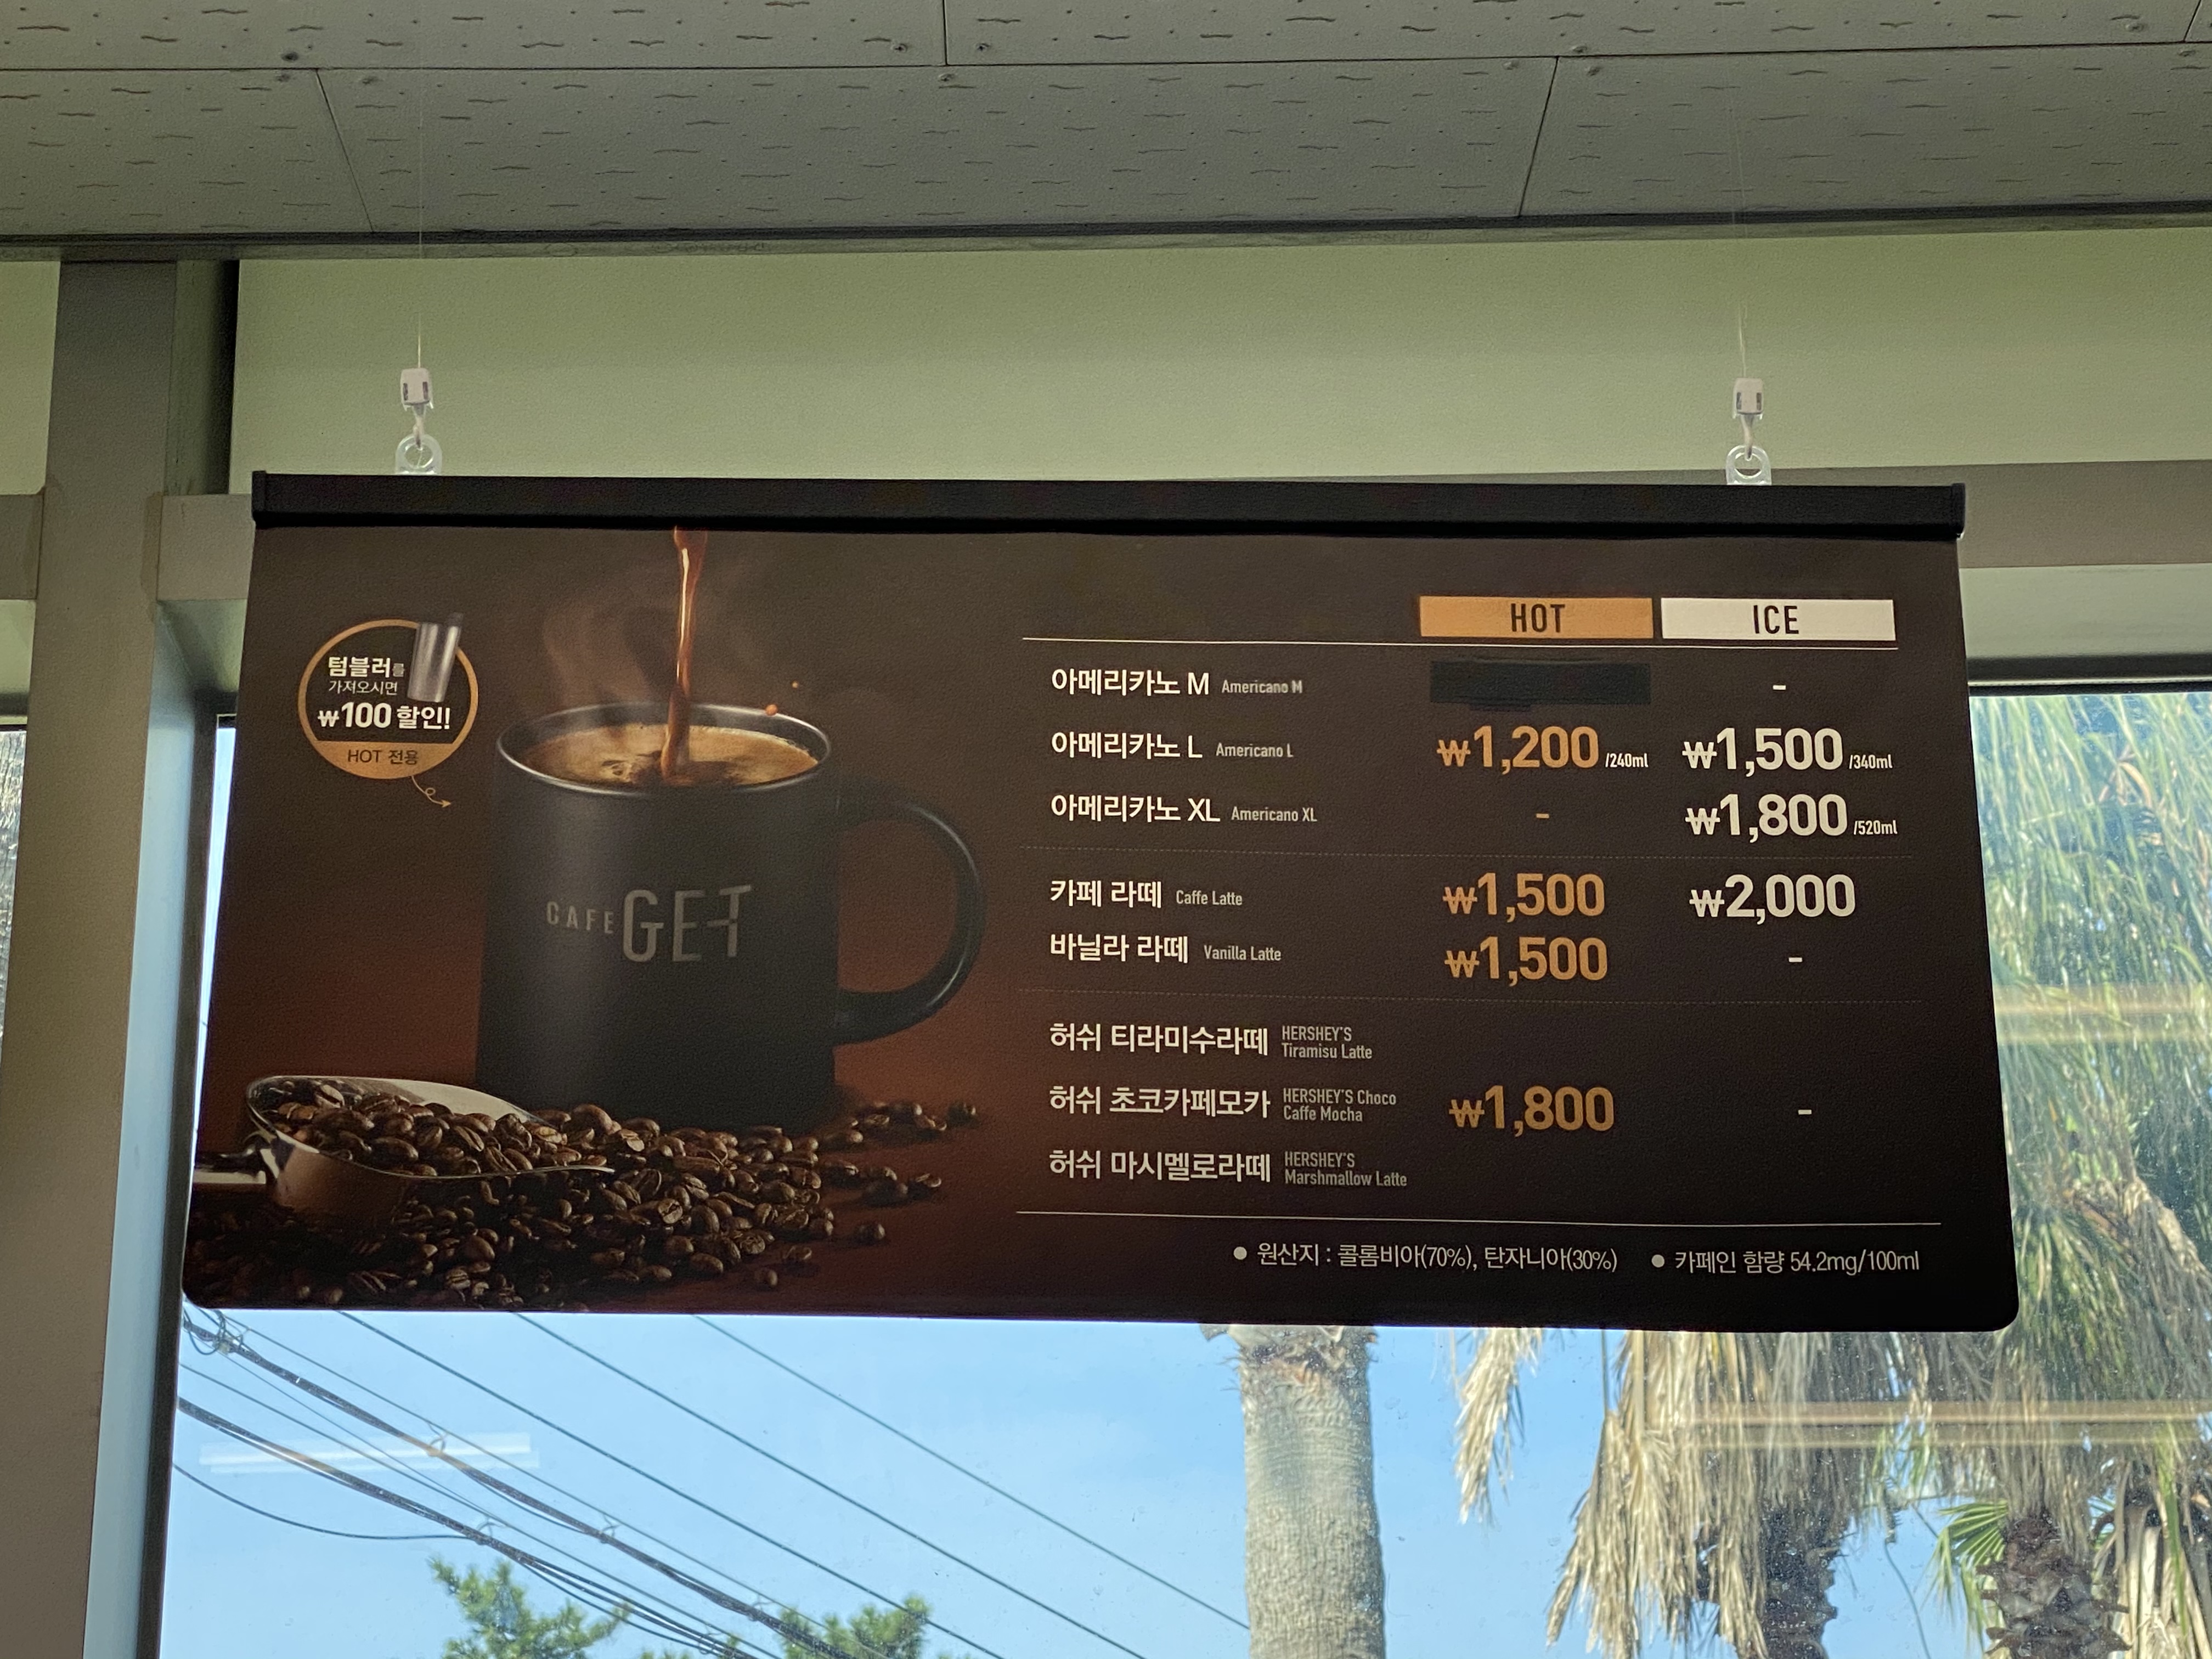 텀블러를
가져오시면
₩100 할인!
HOT 전용
CAFE GET
HOT ICE
아메리카노 M Americano M -
아메리카노 L Americano L ₩1,200 /240ml ₩1,500 /340ml
아메리카노 XL Americano XL - ₩1,800 /520ml
카페 라떼 Caffe Latte ₩1,500 ₩2,000
바닐라 라떼 Vanilla Latte ₩1,500 -
허쉬 티라미수라떼 HERSHEY'S
Tiramisu Latte
허쉬 초코카페모카 HERSHEY'S Choco
Caffe Mocha ₩1,800 -
허쉬 마시멜로라떼 HERSHEY'S
Marshmallow Latte
● 원산지 : 콜롬비아(70%), 탄자니아(30%) ● 카페인 함량 54.2mg/100ml